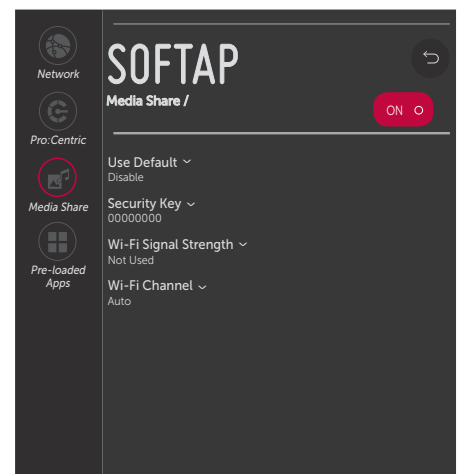 Network
Pro:Centric
Media Share
Pre-loaded
Apps
SOFTAP
Media Share /
ON
Use Default
Disable
Security Key
00000000
Wi-Fi Signal Strength
Not Used
Wi-Fi Channel
Auto